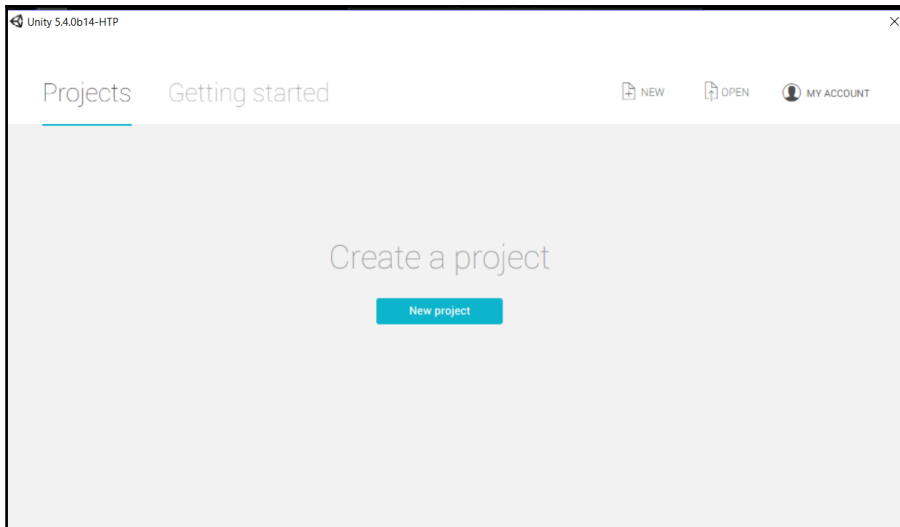 Unity 5.4.0b14-HTP
Projects Getting started NEW OPEN MY ACCOUNT
Create a project
New project